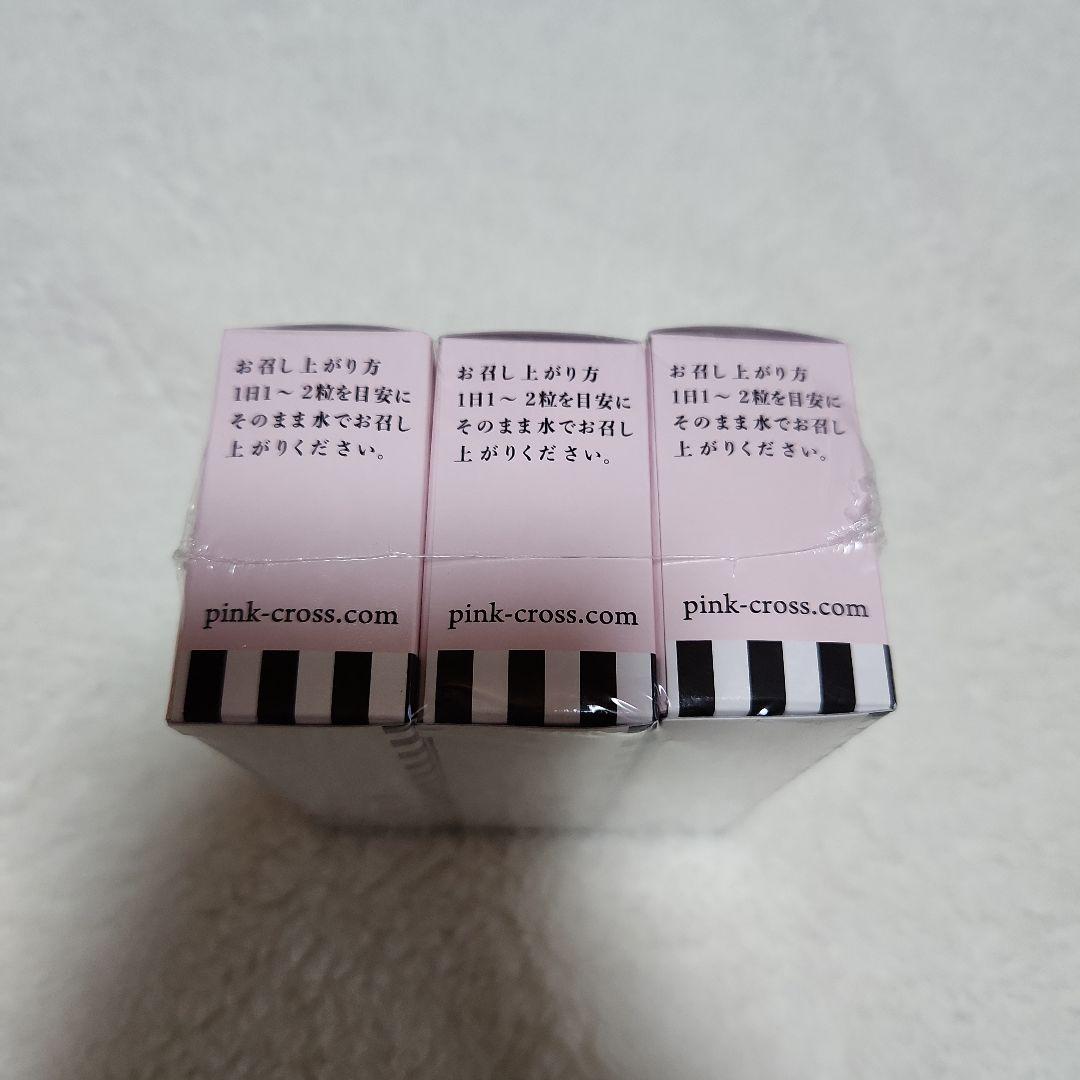 お召し上がり方
1日1～2粒を目安に
そのまま水でお召し
上がりください。
pink-cross.com
お召し上がり方
1日1～2粒を目安に
そのまま水でお召し
上がりください。
pink-cross.com
お召し上がり方
1日1～2粒を目安に
そのまま水でお召し
上がりください。
pink-cross.com